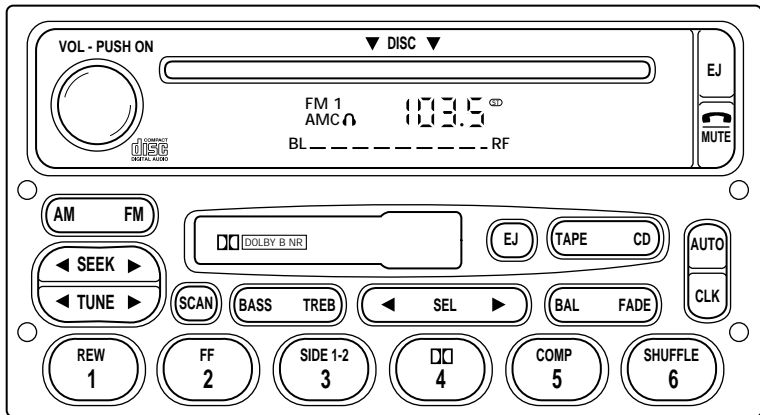 VOL - PUSH ON
▼ DISC ▼
EJ
FM 1
AMC
103.5 ST
BL RF
COMPACT
disc
DIGITAL AUDIO
MUTE
AM FM
DOLBY B NR
EJ
TAPE CD
AUTO
◀ SEEK ▶
◀ TUNE ▶
SCAN
BASS TREB
◀ SEL ▶
BAL FADE
CLK
REW
1
FF
2
SIDE 1-2
3
4
COMP
5
SHUFFLE
6